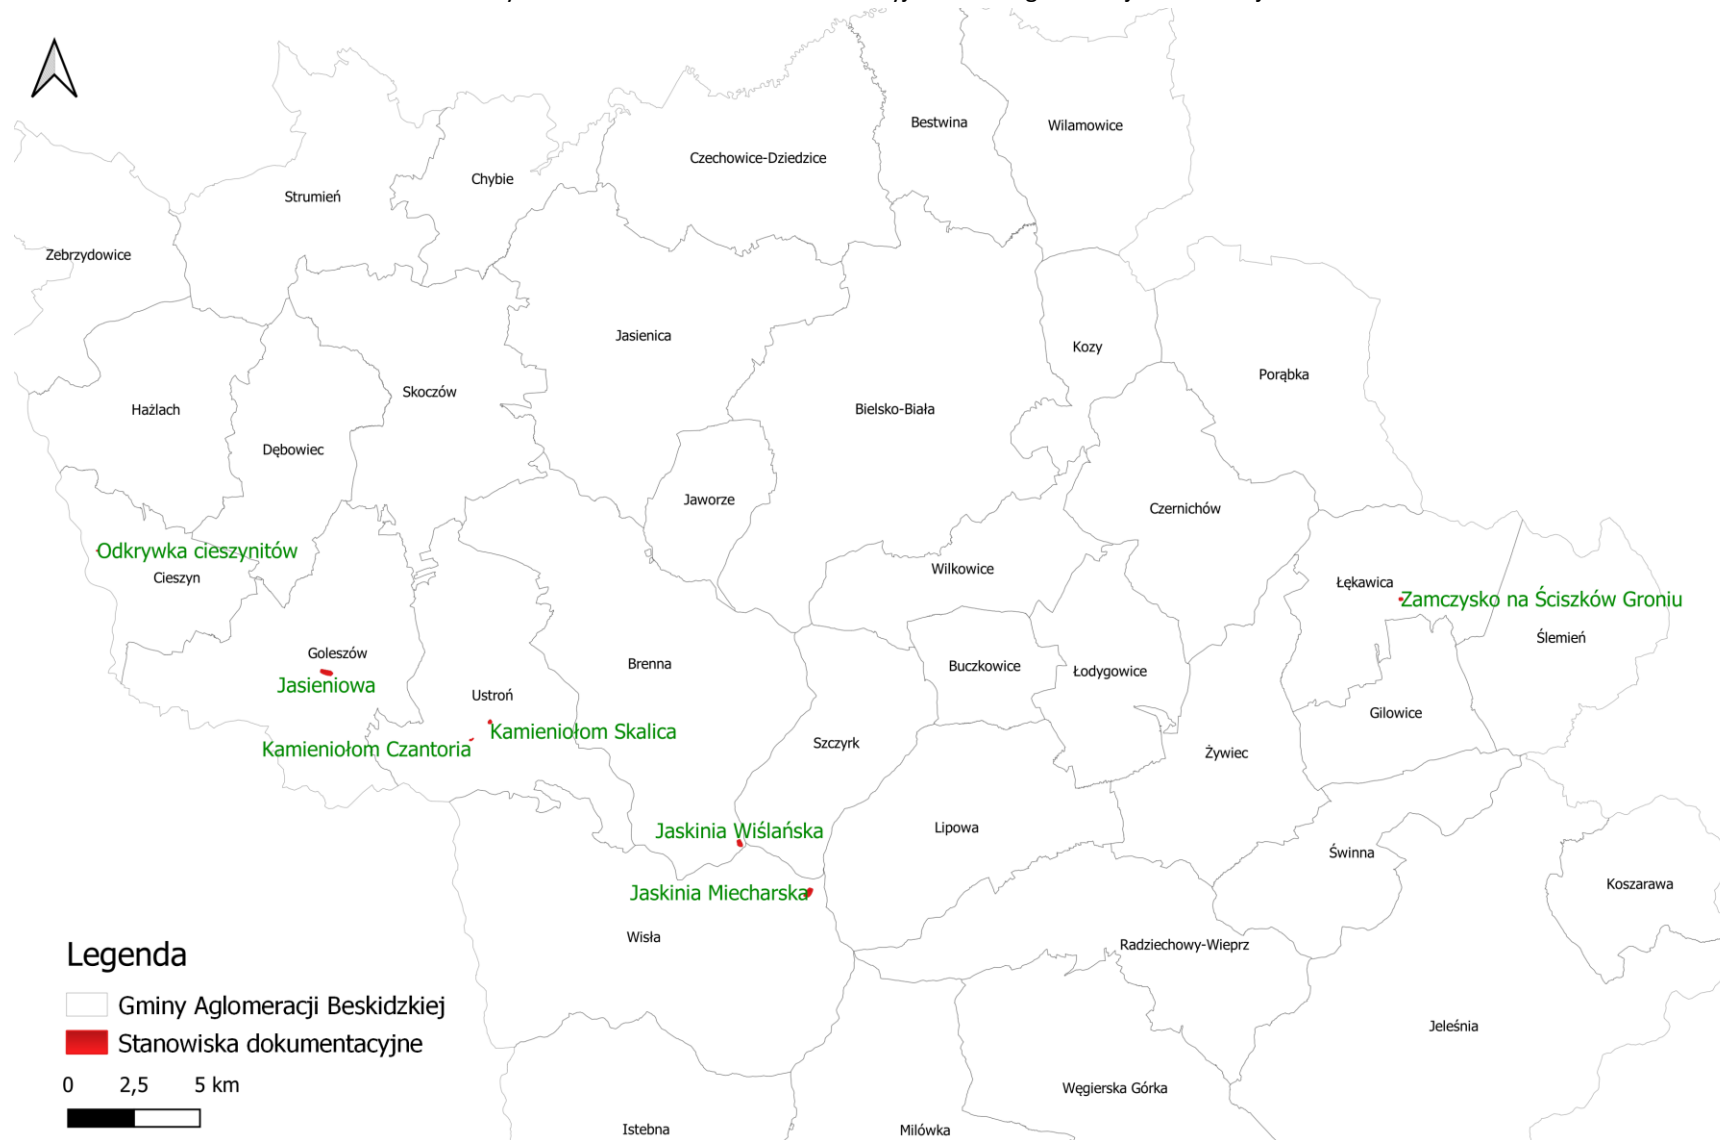 Bestwina
Wilamowice
Czechowice-Dziedzice
Chybie
Strumień
Zebrzydowice
Jasienica
Kozy
Porąbka
Skoczów
Hażlach
Bielsko-Biała
Dębowiec
Jaworze
Czernichów
Odkrywka cieszynitów
Cieszyn
Wilkowice
Łękawica
Zamczysko na Ściszków Groniu
Ślemień
Goleszów
Brenna
Buczkowice
Łodygowice
Jasieniowa
Ustroń
Gilowice
Kamieniołom Skalica
Kamieniołom Czantoria
Szczyrk
Żywiec
Jaskinia Wiślańska
Lipowa
Świnna
Koszarawa
Jaskinia Miecharska
Wisła
Radziechowy-Wieprz
Legenda
Gminy Aglomeracji Beskidzkiej
Stanowiska dokumentacyjne
0 2,5 5 km
Jeleśnia
Węgierska Górka
Istebna
Milówka